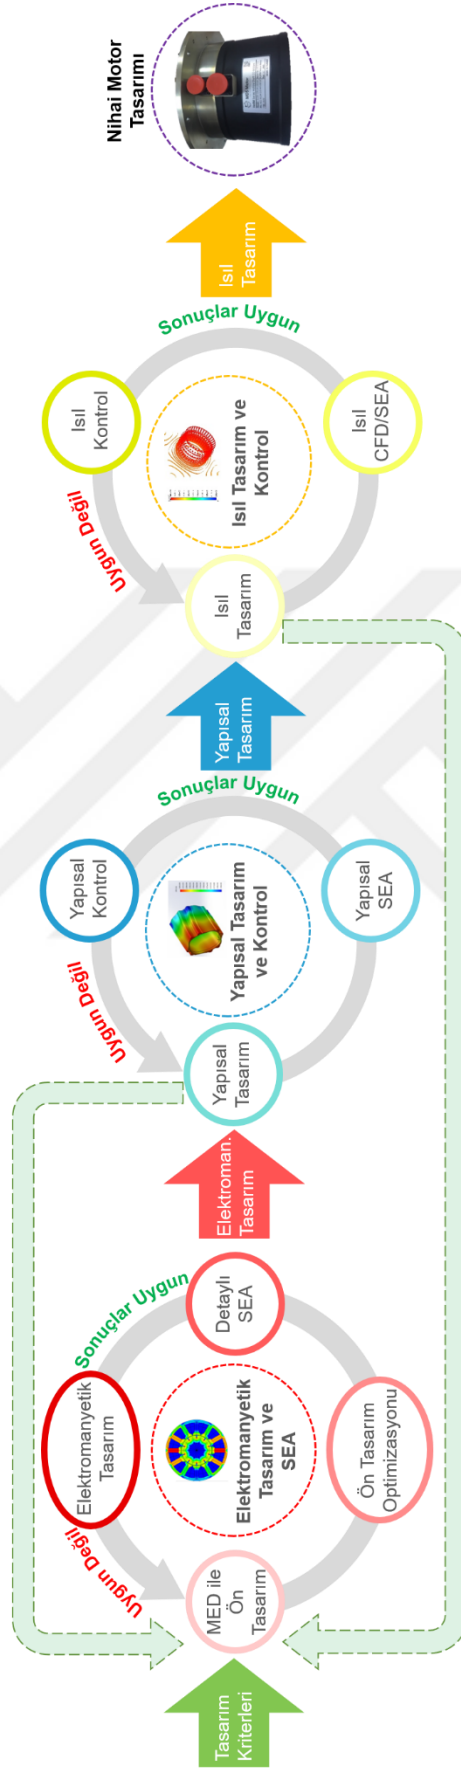 Tasarım
Kriterleri
MED ile
Ön
Tasarım
Uygun Değil
Elektromanyetik
Tasarım
Sonuçlar Uygun
Elektromanyetik
Tasarım ve
SEA
Detaylı
SEA
Ön Tasarım
Optimizasyonu
Elektroman.
Tasarım
Yapısal
Tasarım
Uygun Değil
Yapısal
Kontrol
Sonuçlar Uygun
Yapısal Tasarım
ve Kontrol
Yapısal
SEA
Yapısal
Tasarım
Isıl
Tasarım
Uygun Değil
Isıl
Kontrol
Sonuçlar Uygun
Isıl Tasarım ve
Kontrol
Isıl
CFD/SEA
Isıl
Tasarım
Nihai Motor
Tasarımı